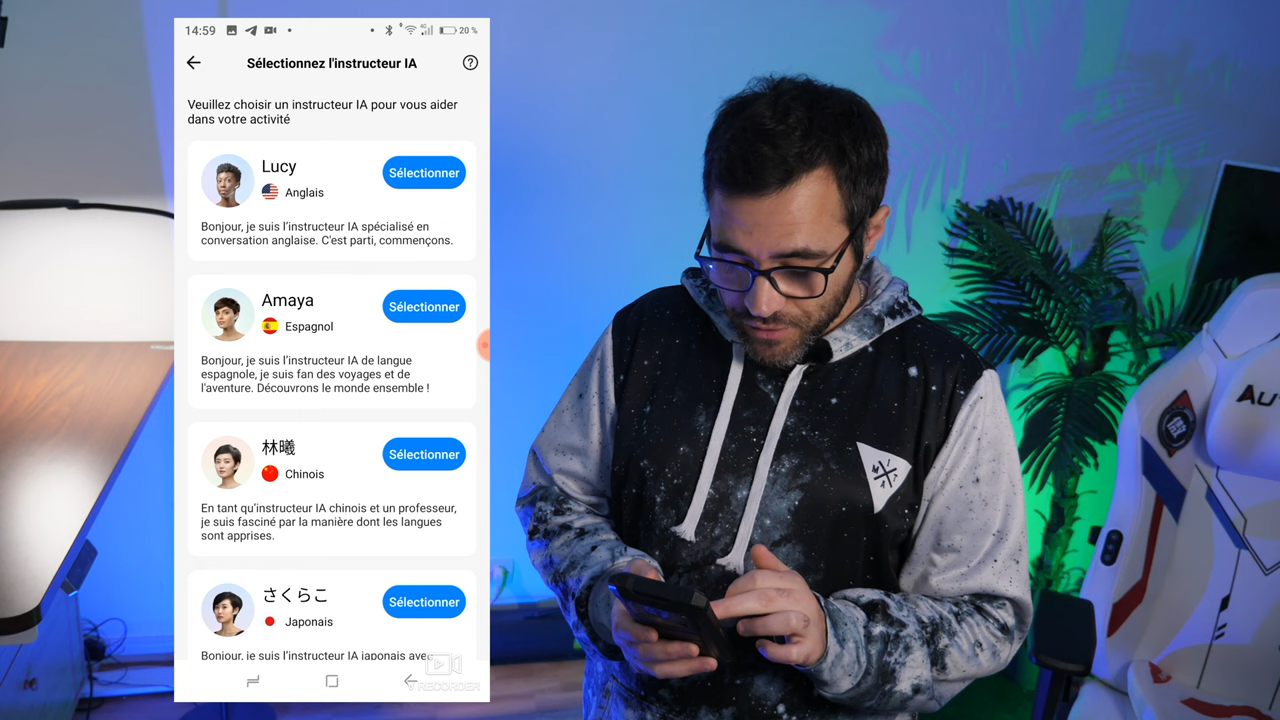 14:59
4G
20 %
Sélectionnez l'instructeur IA
Veuillez choisir un instructeur IA pour vous aider
dans votre activité
Lucy
Sélectionner
Anglais
Bonjour, je suis l'instructeur IA spécialisé en
conversation anglaise. C'est parti, commençons.
Amaya
Sélectionner
Espagnol
Bonjour, je suis l'instructeur IA de langue
espagnole, je suis fan des voyages et de
l'aventure. Découvrons le monde ensemble !
林曦
Sélectionner
Chinois
En tant qu'instructeur IA chinois et un professeur,
je suis fasciné par la manière dont les langues
sont apprises.
さくらこ
Sélectionner
Japonais
Bonjour, je suis l'instructeur IA japonais avec
RECORDER